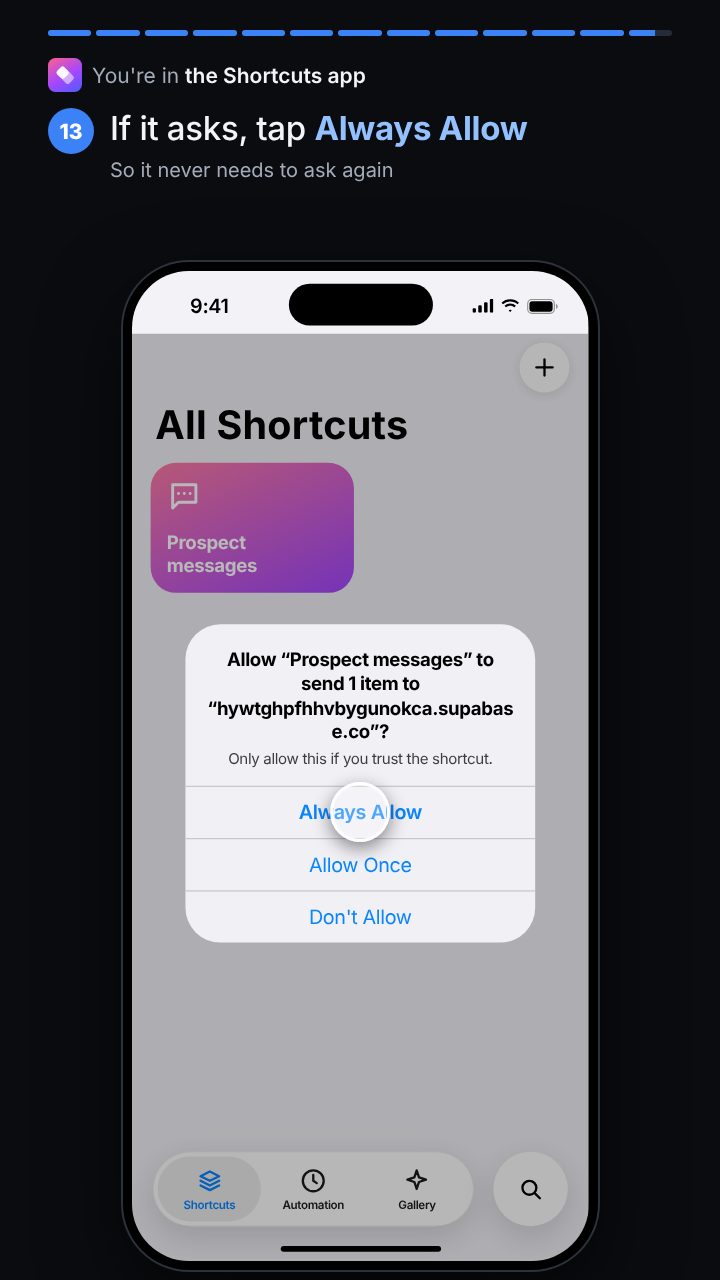 You're in the Shortcuts app
13
If it asks, tap Always Allow
So it never needs to ask again
9:41
All Shortcuts
Prospect
messages
Allow “Prospect messages” to
send 1 item to
“hywtghpfhhvbygunokca.supabas
e.co”?
Only allow this if you trust the shortcut.
Always Allow
Allow Once
Don't Allow
Shortcuts
Automation
Gallery